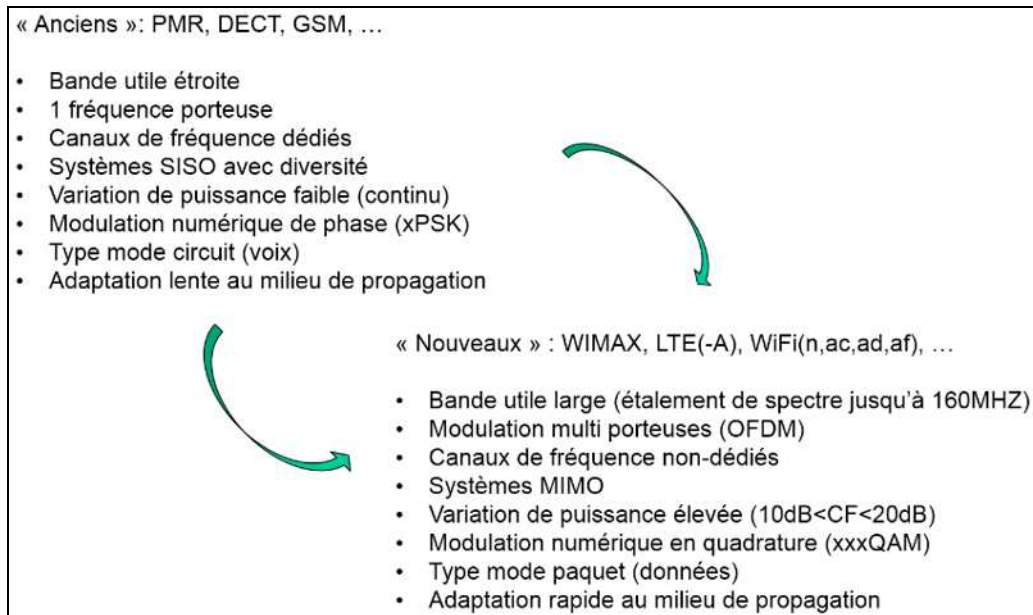 « Anciens »: PMR, DECT, GSM, …
• Bande utile étroite
• 1 fréquence porteuse
• Canaux de fréquence dédiés
• Systèmes SISO avec diversité
• Variation de puissance faible (continu)
• Modulation numérique de phase (xPSK)
• Type mode circuit (voix)
• Adaptation lente au milieu de propagation
« Nouveaux » : WIMAX, LTE(-A), WiFi(n,ac,ad,af), …
• Bande utile large (étalement de spectre jusqu'à 160MHZ)
• Modulation multi porteuses (OFDM)
• Canaux de fréquence non-dédiés
• Systèmes MIMO
• Variation de puissance élevée (10dB<CF<20dB)
• Modulation numérique en quadrature (xxxQAM)
• Type mode paquet (données)
• Adaptation rapide au milieu de propagation